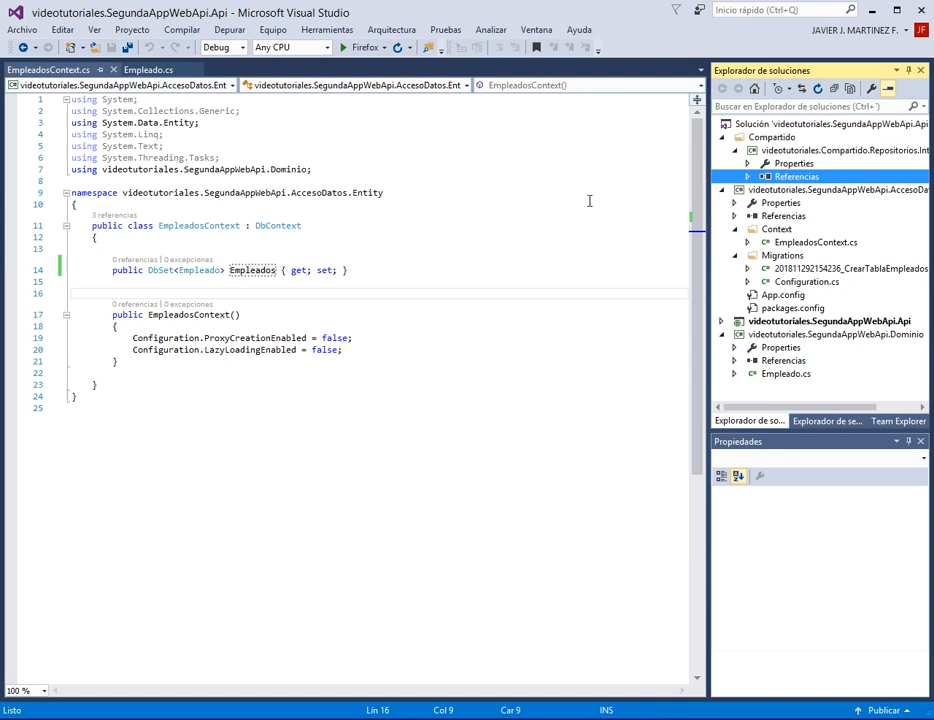 videotutoriales.SegundaAppWebApi.Api - Microsoft Visual Studio
Inicio rápido (Ctrl+Q)
Archivo Editar Ver Proyecto Compilar Depurar Equipo Herramientas Arquitectura Pruebas Analizar Ventana Ayuda
JAVIER J. MARTINEZ F. JF
Debug Any CPU Firefox
EmpleadosContext.cs Empleado.cs
videotutoriales.SegundaAppWebApi.AccesoDatos.Ent videotutoriales.SegundaAppWebApi.AccesoDatos.Ent EmpleadosContext()
1 using System;
2 using System.Collections.Generic;
3 using System.Data.Entity;
4 using System.Linq;
5 using System.Text;
6 using System.Threading.Tasks;
7 using videotutoriales.SegundaAppWebApi.Dominio;
8
9 namespace videotutoriales.SegundaAppWebApi.AccesoDatos.Entity
10 {
3 referencias
11 public class EmpleadosContext : DbContext
12 {
13
0 referencias | 0 excepciones
14 public DbSet<Empleado> Empleados { get; set; }
15
16
0 referencias | 0 excepciones
17 public EmpleadosContext()
18 {
19 Configuration.ProxyCreationEnabled = false;
20 Configuration.LazyLoadingEnabled = false;
21 }
22
23 }
24 }
25
100 %
Explorador de soluciones
Buscar en Explorador de soluciones (Ctrl+')
Solución 'videotutoriales.SegundaAppWebApi.Api
Compartido
videotutoriales.Compartido.Repositorios.Int
Properties
Referencias
videotutoriales.SegundaAppWebApi.AccesoDa
Properties
Referencias
Context
EmpleadosContext.cs
Migrations
201811292154236_CrearTablaEmpleados
Configuration.cs
App.config
packages.config
videotutoriales.SegundaAppWebApi.Api
videotutoriales.SegundaAppWebApi.Dominio
Properties
Referencias
Empleado.cs
Explorador de so... Explorador de se... Team Explorer
Propiedades
Listo Lín 16 Col 9 Car 9 INS Publicar